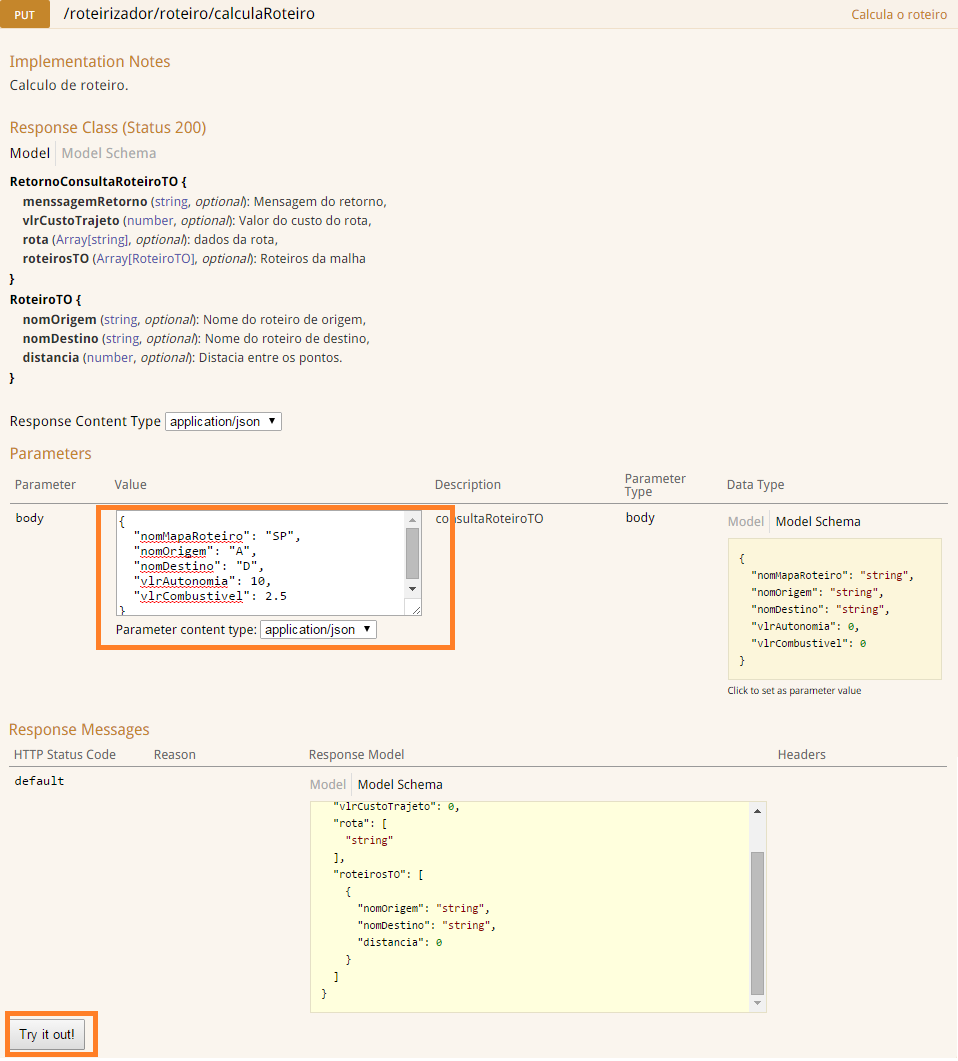 PUT /roteirizador/roteiro/calculaRoteiro Calcula o roteiro
Implementation Notes
Calculo de roteiro.
Response Class (Status 200)
Model Model Schema
RetornoConsultaRoteiroTO {
menssagemRetorno (string, optional): Mensagem do retorno,
vlrCustoTrajeto (number, optional): Valor do custo do rota,
rota (Array[string], optional): dados da rota,
roteirosTO (Array[RoteiroTO], optional): Roteiros da malha
}
RoteiroTO {
nomOrigem (string, optional): Nome do roteiro de origem,
nomDestino (string, optional): Nome do roteiro de destino,
distancia (number, optional): Distacia entre os pontos.
}
Response Content Type application/json
Parameters
Parameter Value Description Parameter Type Data Type
body
{
"nomMapaRoteiro": "SP",
"nomOrigem": "A",
"nomDestino": "D",
"vlrAutonomia": 10,
"vlrCombustivel": 2.5
}
Parameter content type: application/json
consultaRoteiroTO
body
Model Model Schema
{
"nomMapaRoteiro": "string",
"nomOrigem": "string",
"nomDestino": "string",
"vlrAutonomia": 0,
"vlrCombustivel": 0
}
Click to set as parameter value
Response Messages
HTTP Status Code Reason Response Model Headers
default
Model Model Schema
"vlrCustoTrajeto": 0,
"rota": [
"string"
],
"roteirosTO": [
{
"nomOrigem": "string",
"nomDestino": "string",
"distancia": 0
}
]
}
Try it out!